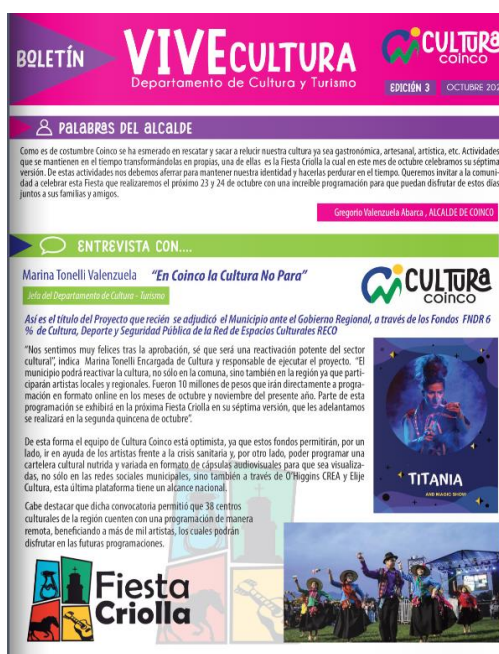 BOLETÍN
VIVECULTURA
Departamento de Cultura y Turismo
CULTURA
coinco
EDICIÓN 3
OCTUBRE 202
PALABRAS DEL ALCALDE
Como es de costumbre Coinco se ha esmerado en rescatar y sacar a relucir nuestra cultura ya sea gastronómica, artesanal, artística, etc. Actividades
que se mantienen en el tiempo transformándolas en propias, una de ellas es la Fiesta Criolla la cual en este mes de octubre celebramos su séptima
versión. De estas actividades nos debemos aferrar para mantener nuestra identidad y hacerlas perdurar en el tiempo. Queremos invitar a la comuni-
dad a celebrar esta Fiesta que realizaremos el próximo 23 y 24 de octubre con una increíble programación para que puedan disfrutar de estos días
juntos a sus familias y amigos.
Gregorio Valenzuela Abarca , ALCALDE DE COINCO
ENTREVISTA CON....
Marina Tonelli Valenzuela "En Coinco la Cultura No Para"
Jefa del Departamento de Cultura - Turismo
CULTURA
coinco
Así es el título del Proyecto que recién se adjudicó el Municipio ante el Gobierno Regional, a través de los Fondos FNDR 6
% de Cultura, Deporte y Seguridad Pública de la Red de Espacios Culturales RECO
"Nos sentimos muy felices tras la aprobación, sé que será una reactivación potente del sector
cultural", indica Marina Tonelli Encargada de Cultura y responsable de ejecutar el proyecto. "El
municipio podrá reactivar la cultura, no sólo en la comuna, sino también en la región ya que parti-
ciparán artistas locales y regionales. Fueron 10 millones de pesos que irán directamente a progra-
mación en formato online en los meses de octubre y noviembre del presente año. Parte de esta
programación se exhibirá en la próxima Fiesta Criolla en su séptima versión, que les adelantamos
se realizará en la segunda quincena de octubre".
De esta forma el equipo de Cultura Coinco está optimista, ya que estos fondos permitirán, por un
lado, ir en ayuda de los artistas frente a la crisis sanitaria y, por otro lado, poder programar una
cartelera cultural nutrida y variada en formato de cápsulas audiovisuales para que sea visualiza-
das, no sólo en las redes sociales municipales, sino también a través de O'Higgins CREA y Elije
Cultura, esta última plataforma tiene un alcance nacional.
Cabe destacar que dicha convocatoria permitió que 38 centros
culturales de la región cuenten con una programación de manera
remota, beneficiando a más de mil artistas, los cuales podrán
disfrutar en las futuras programaciones.
TITANIA
AND MAGIC SHOW
Fiesta
Criolla